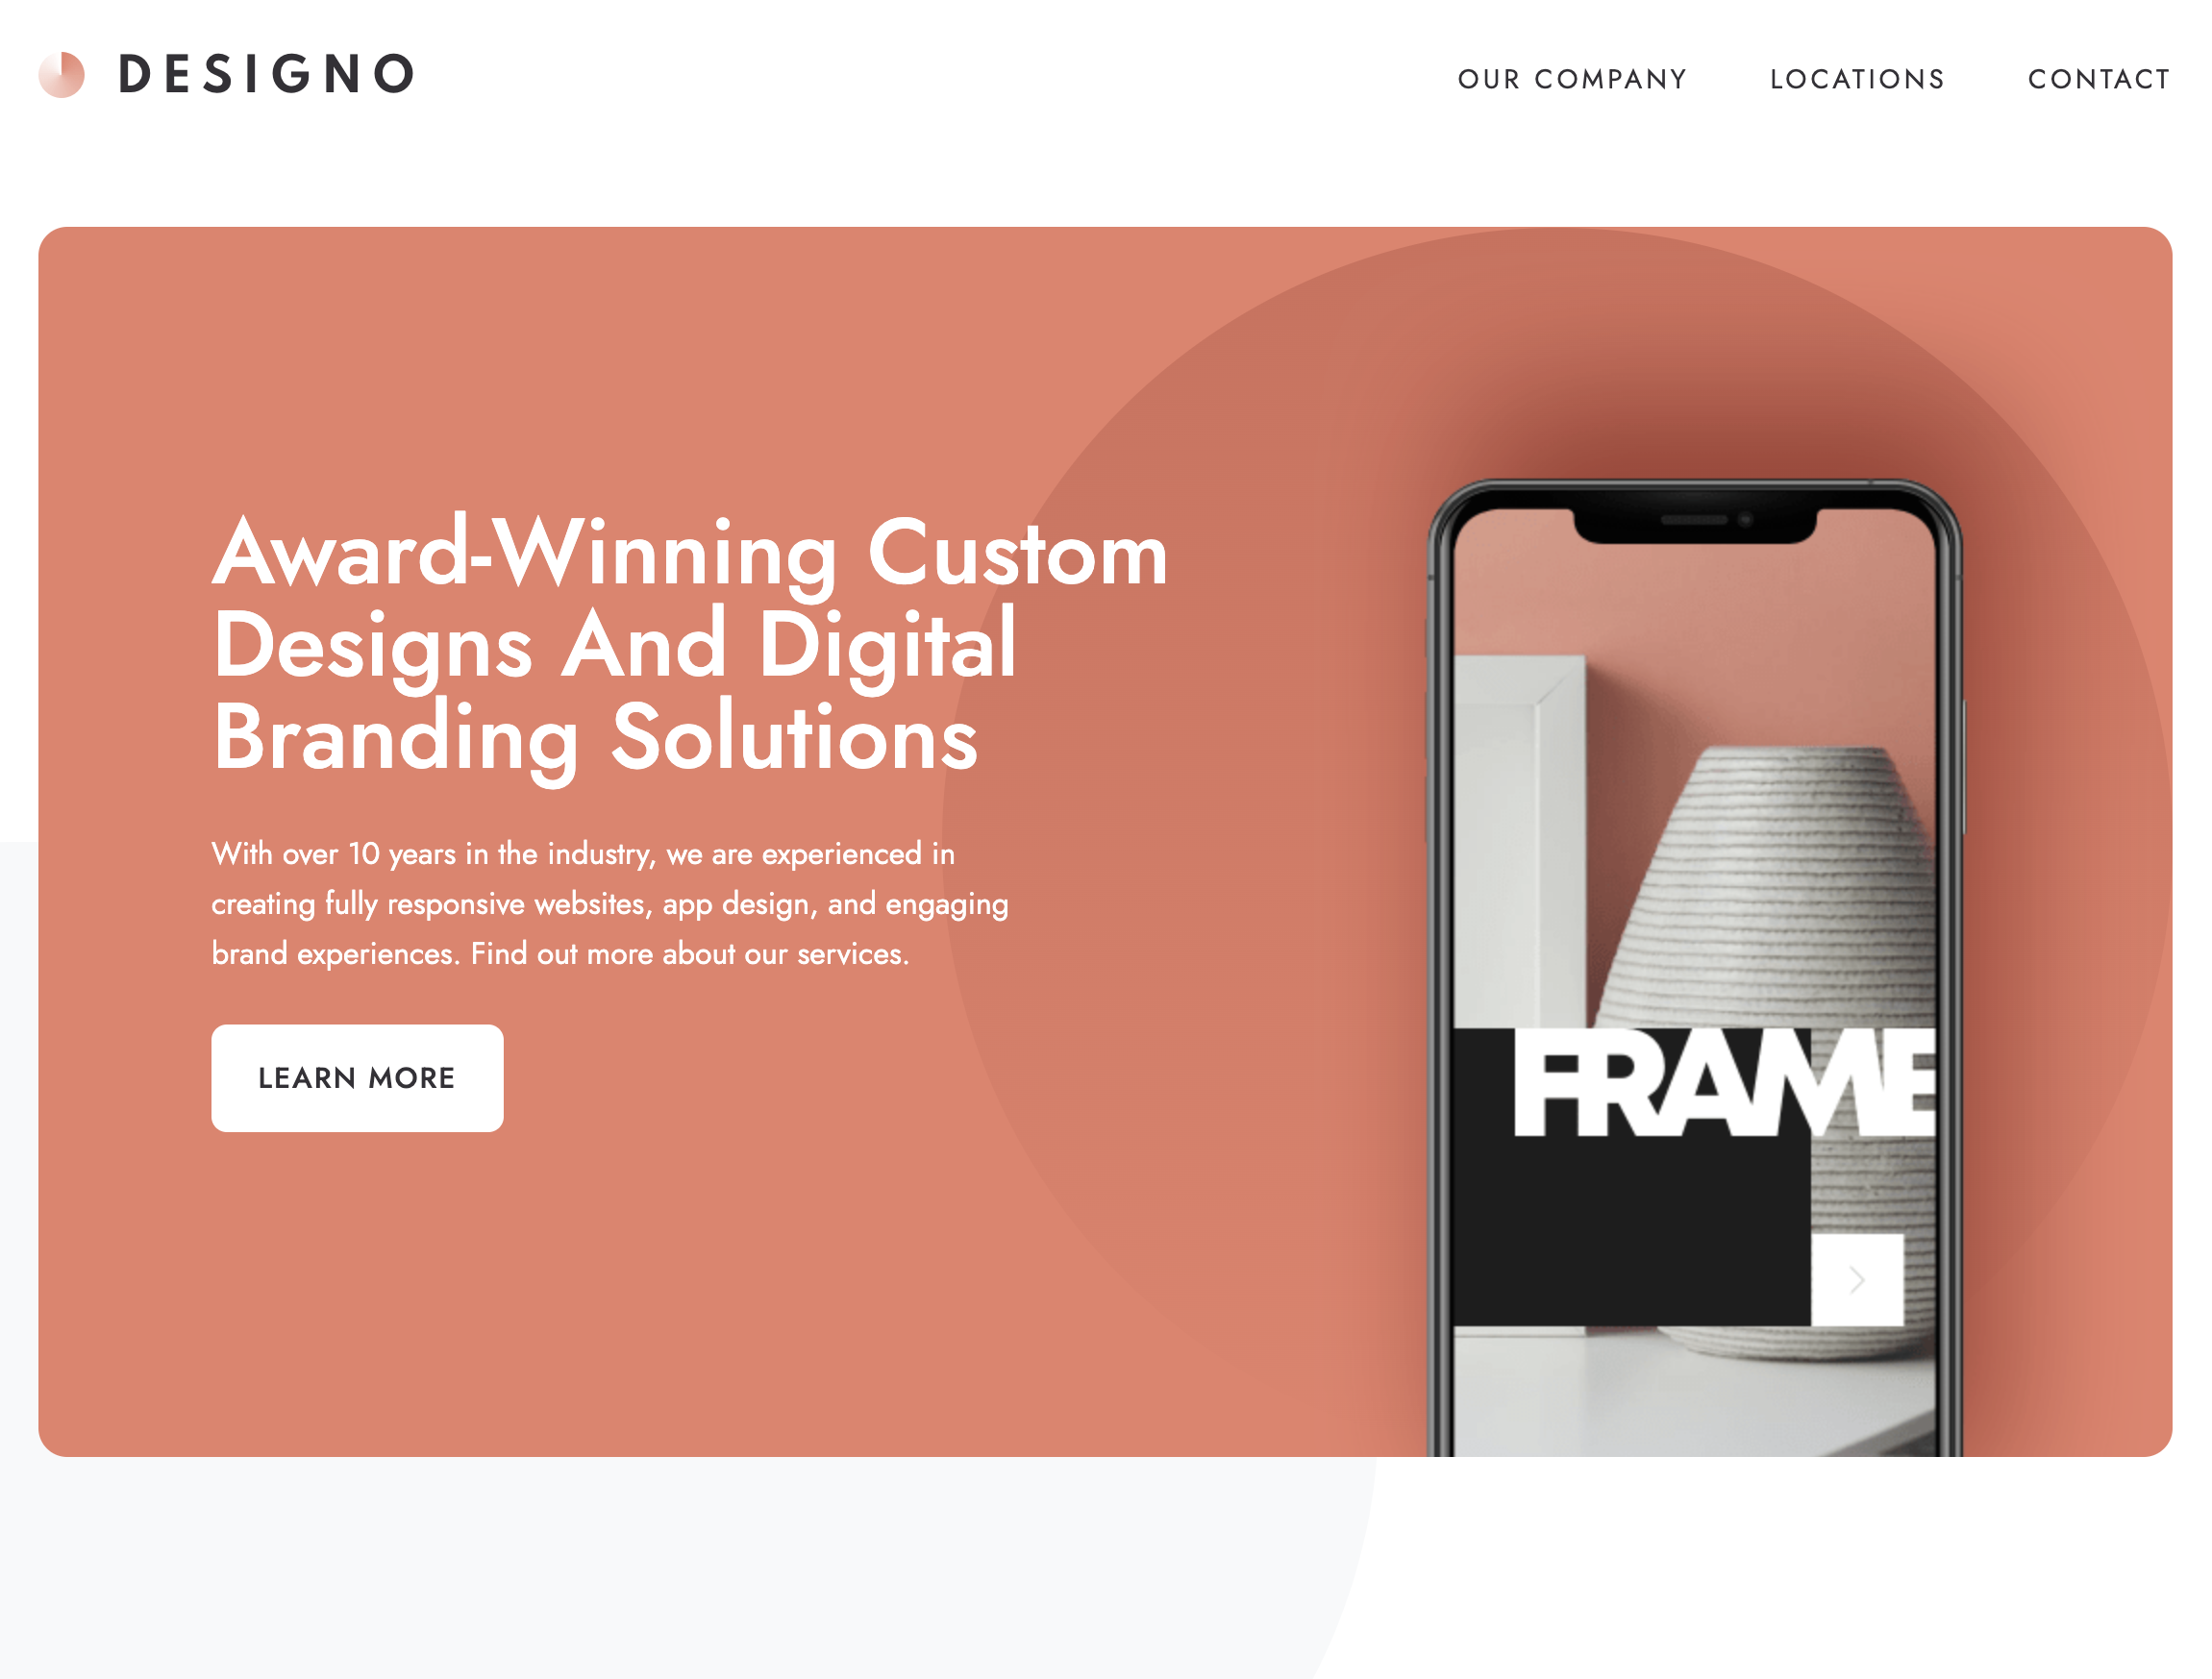 DESIGNO
OUR COMPANY
LOCATIONS
CONTACT
Award-Winning Custom
Designs And Digital
Branding Solutions
With over 10 years in the industry, we are experienced in
creating fully responsive websites, app design, and engaging
brand experiences. Find out more about our services.
LEARN MORE
FRAME